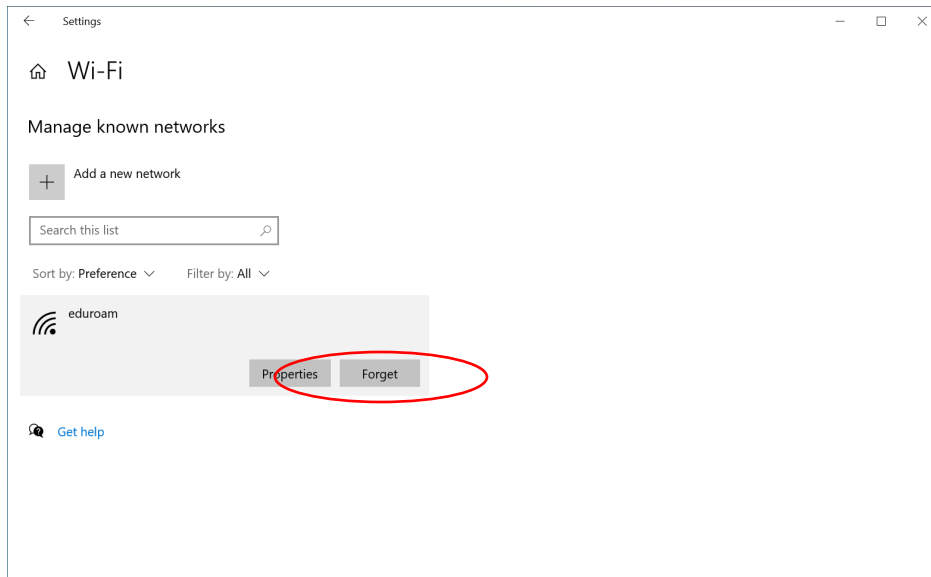 Settings
Wi-Fi
Manage known networks
Add a new network
Search this list
Sort by: Preference Filter by: All
eduroam
Properties Forget
Get help